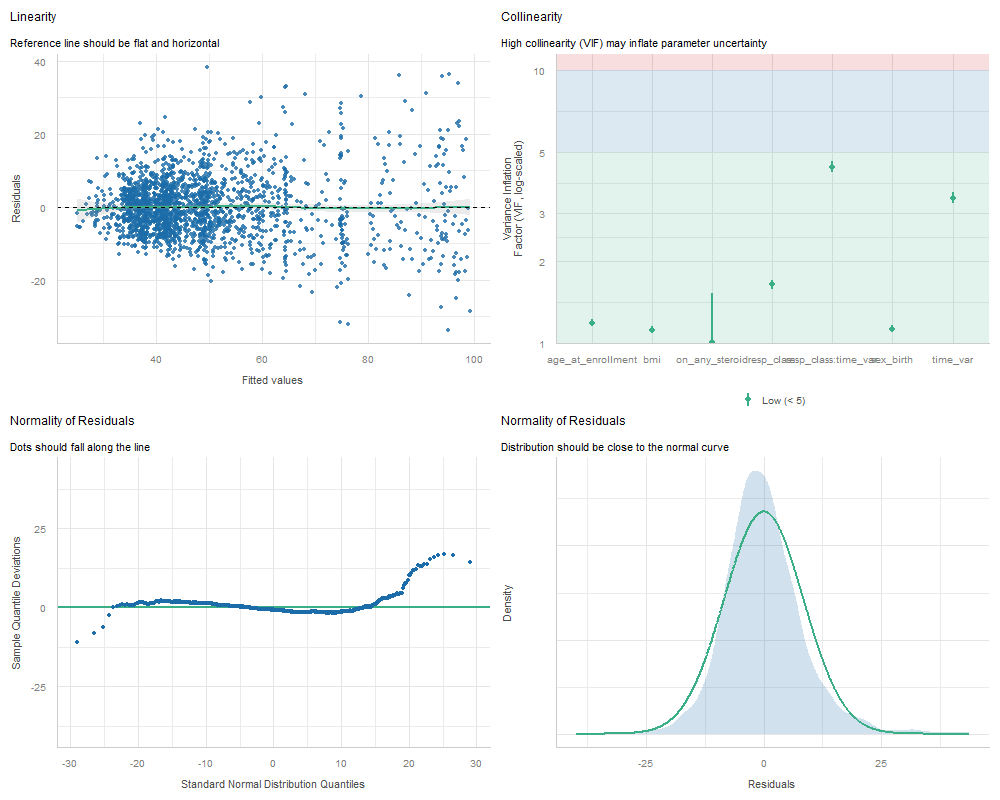 Linearity
Reference line should be flat and horizontal
40
20
0
-20
Residuals
40
60
80
100
Fitted values
Collinearity
High collinearity (VIF) may inflate parameter uncertainty
10
5
3
2
1
Variance Inflation
Factor (VIF, log-scaled)
age_at_enrollment
bmi
on_any_steroid
resp_class
resp_class:time_var
sex_birth
time_var
Low (< 5)
Normality of Residuals
Dots should fall along the line
25
0
-25
Sample Quantile Deviations
-30
-20
-10
0
10
20
30
Standard Normal Distribution Quantiles
Normality of Residuals
Distribution should be close to the normal curve
Density
-25
0
25
Residuals